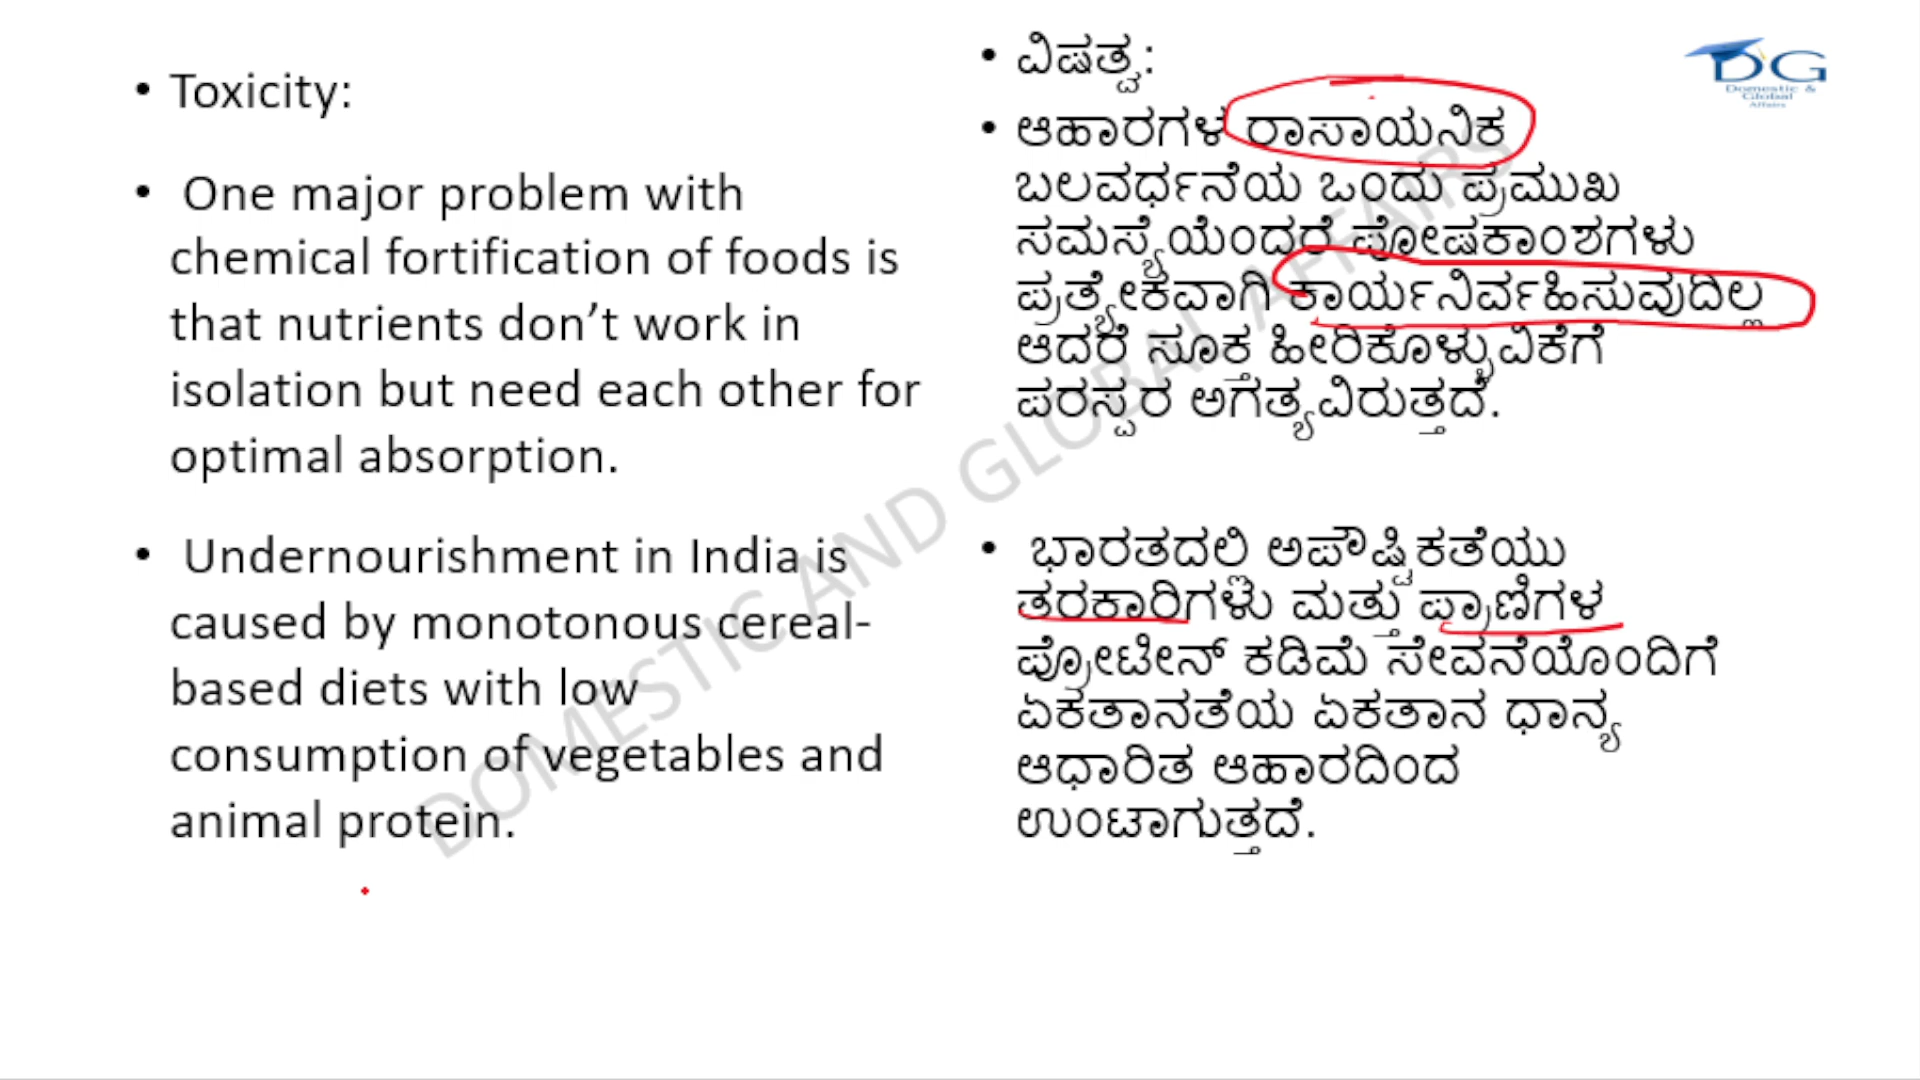 • Toxicity:
• One major problem with
chemical fortification of foods is
that nutrients don’t work in
isolation but need each other for
optimal absorption.
• Undernourishment in India is
caused by monotonous cereal-
based diets with low
consumption of vegetables and
animal protein.
• ವಿಷತ್ವ:
• ಆಹಾರಗಳ ರಾಸಾಯನಿಕ
ಬಲವರ್ಧನೆಯ ಒಂದು ಪ್ರಮುಖ
ಸಮಸ್ಯೆಯೆಂದರೆ ಪೋಷಕಾಂಶಗಳು
ಪ್ರತ್ಯೇಕವಾಗಿ ಕಾರ್ಯನಿರ್ವಹಿಸುವುದಿಲ್ಲ
ಆದರೆ ಸೂಕ್ತ ಹೀರಿಕೊಳ್ಳುವಿಕೆಗೆ
ಪರಸ್ಪರ ಅಗತ್ಯವಿರುತ್ತದೆ.
• ಭಾರತದಲ್ಲಿ ಅಪೌಷ್ಟಿಕತೆಯು
ತರಕಾರಿಗಳು ಮತ್ತು ಪ್ರಾಣಿಗಳ
ಪ್ರೋಟೀನ್ ಕಡಿಮೆ ಸೇವನೆಯೊಂದಿಗೆ
ಏಕತಾನತೆಯ ಏಕತಾನ ಧಾನ್ಯ
ಆಧಾರಿತ ಆಹಾರದಿಂದ
ಉಂಟಾಗುತ್ತದೆ.
DG
Domestic &
Global
Affairs
DOMESTIC AND GLOBAL AFFAIRS